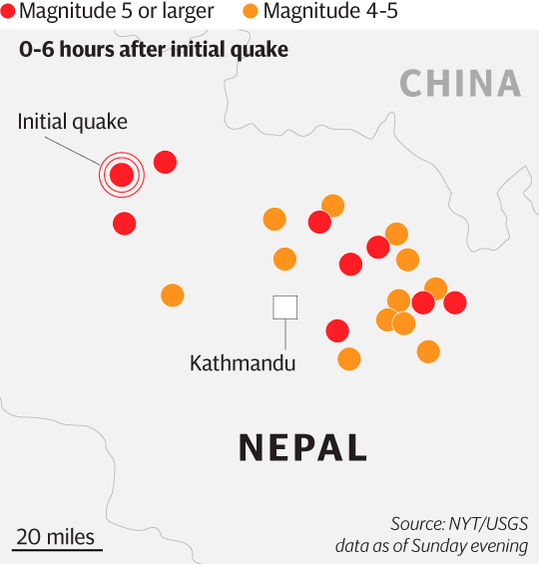 Magnitude 5 or larger
Magnitude 4-5
0-6 hours after initial quake
CHINA
Initial quake
Kathmandu
NEPAL
20 miles
Source: NYT/USGS
data as of Sunday evening